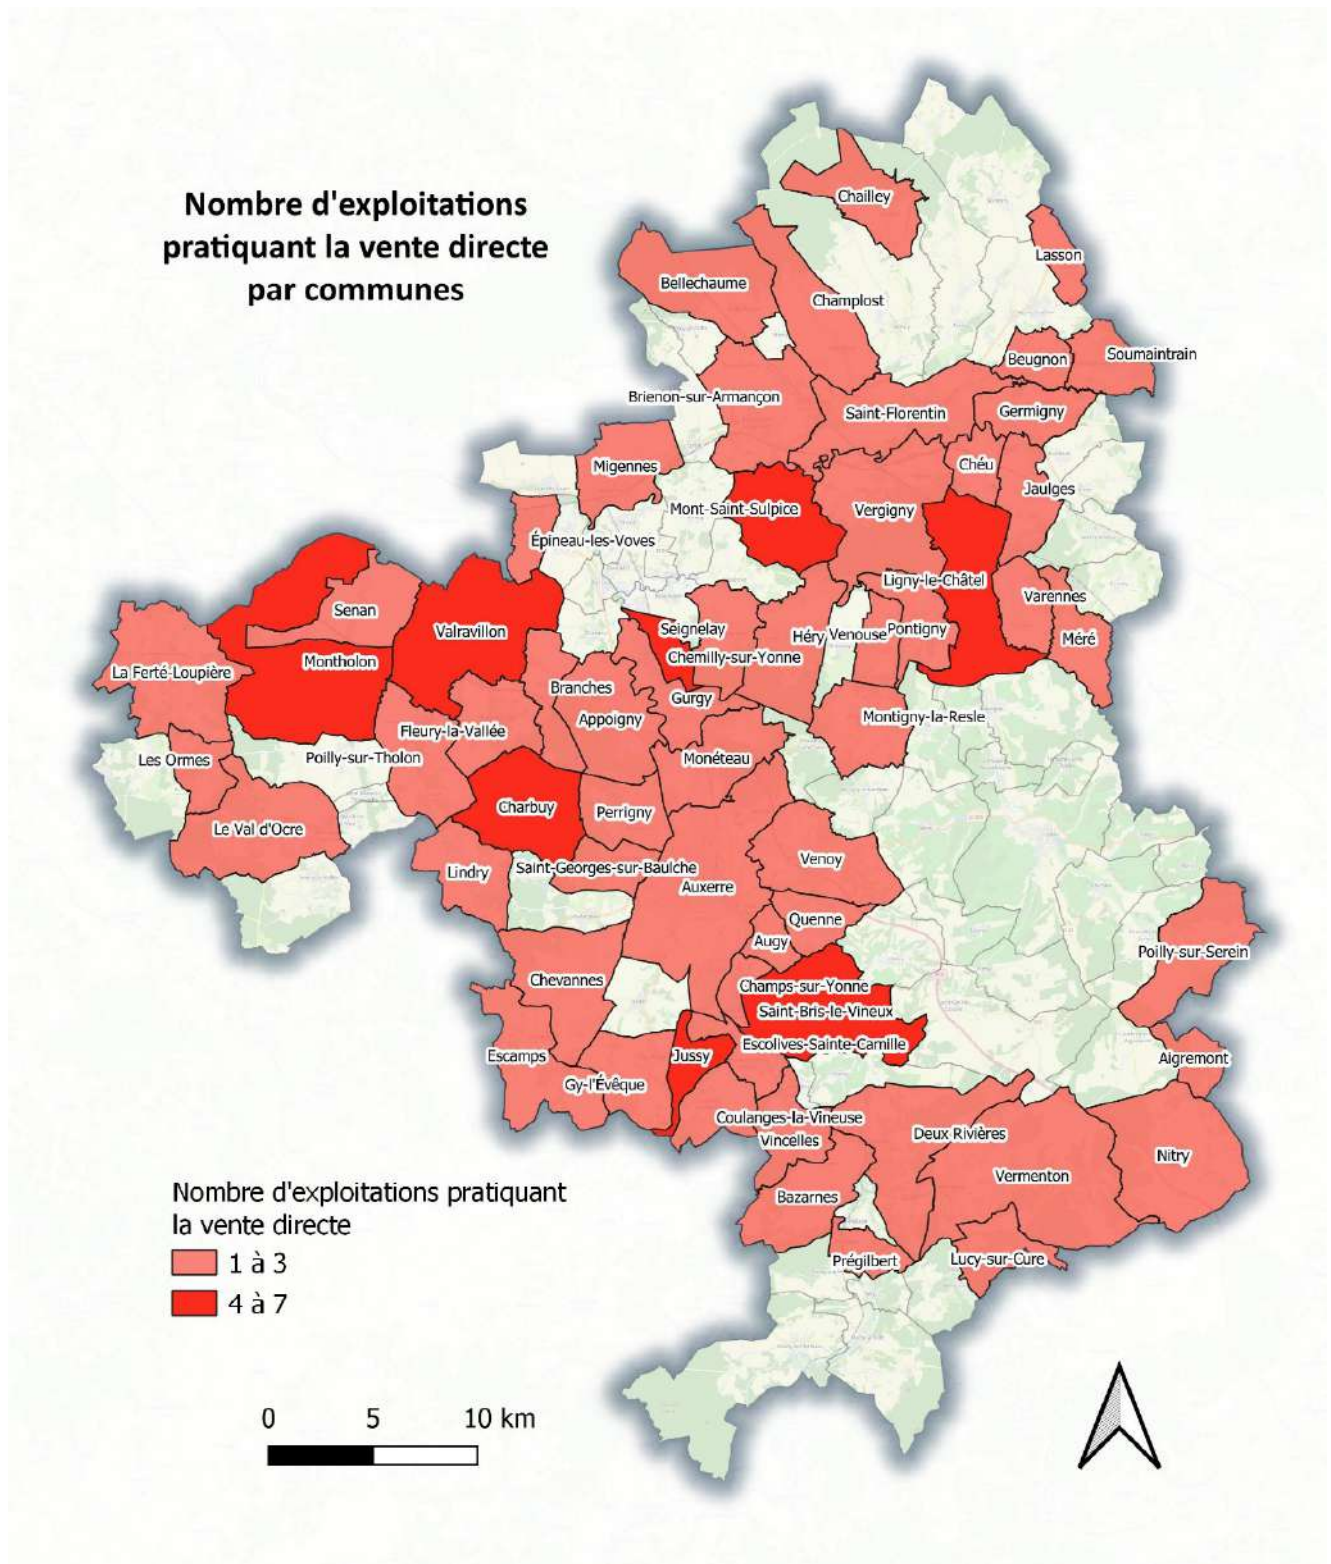 Nombre d'exploitations
pratiquant la vente directe
par communes
Chailley
Lasson
Bellechaume
Champlost
Soumaintrain
Beugnon
Brienon-sur-Armançon
Saint-Florentin
Germigny
Migennes
Chéu
Jaulges
Mont-Saint-Sulpice
Vergigny
Épineau-les-Voves
Ligny-le-Châtel
Varennes
Senan
Valravillon
Seignelay
Héry
Venouse
Pontigny
Méré
Chemilly-sur-Yonne
Montholon
La Ferté-Loupière
Branches
Gurgy
Appoigny
Montigny-la-Resle
Fleury-la-Vallée
Les Ormes
Poilly-sur-Tholon
Monéteau
Charbuy
Perrigny
Le Val d'Ocre
Venoy
Lindry
Saint-Georges-sur-Baulche
Auxerre
Quenne
Augy
Poilly-sur-Serein
Chevannes
Champs-sur-Yonne
Saint-Bris-le-Vineux
Escolives-Sainte-Camille
Escamps
Jussy
Aigremont
Gy-l'Évêque
Coulanges-la-Vineuse
Deux Rivières
Vincelles
Nitry
Vermenton
Bazarnes
Prégilbert
Lucy-sur-Cure
Nombre d'exploitations pratiquant
la vente directe
1 à 3
4 à 7
0 5 10 km